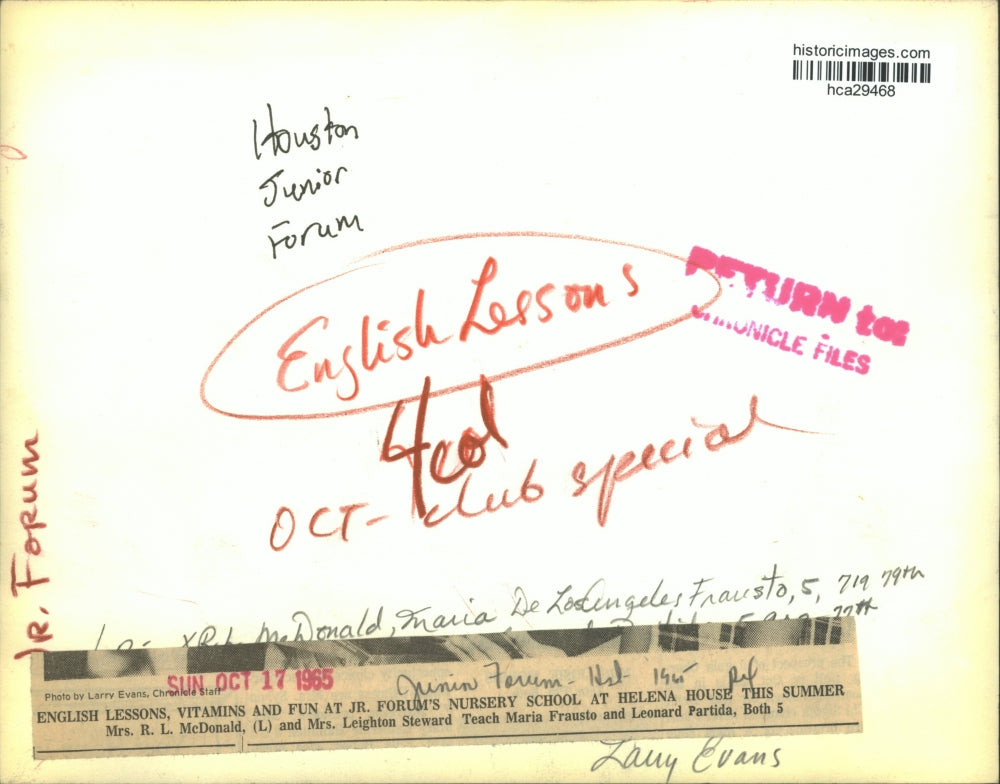 historicimages.com
hca29468
Houston
Junior
Forum
English Lessons
RETURN to:
CHRONICLE FILES
4 col
OCT- club special
Jr. Forum
McDonald, Maria De Los Angeles Frausto, 5, 719 79th
77th
SUN OCT 17 1965
Junior Forum - Hst 1965
Photo by Larry Evans, Chronicle Staff
ENGLISH LESSONS, VITAMINS AND FUN AT JR. FORUM'S NURSERY SCHOOL AT HELENA HOUSE THIS SUMMER
Mrs. R. L. McDonald, (L) and Mrs. Leighton Steward Teach Maria Frausto and Leonard Partida, Both 5
Larry Evans